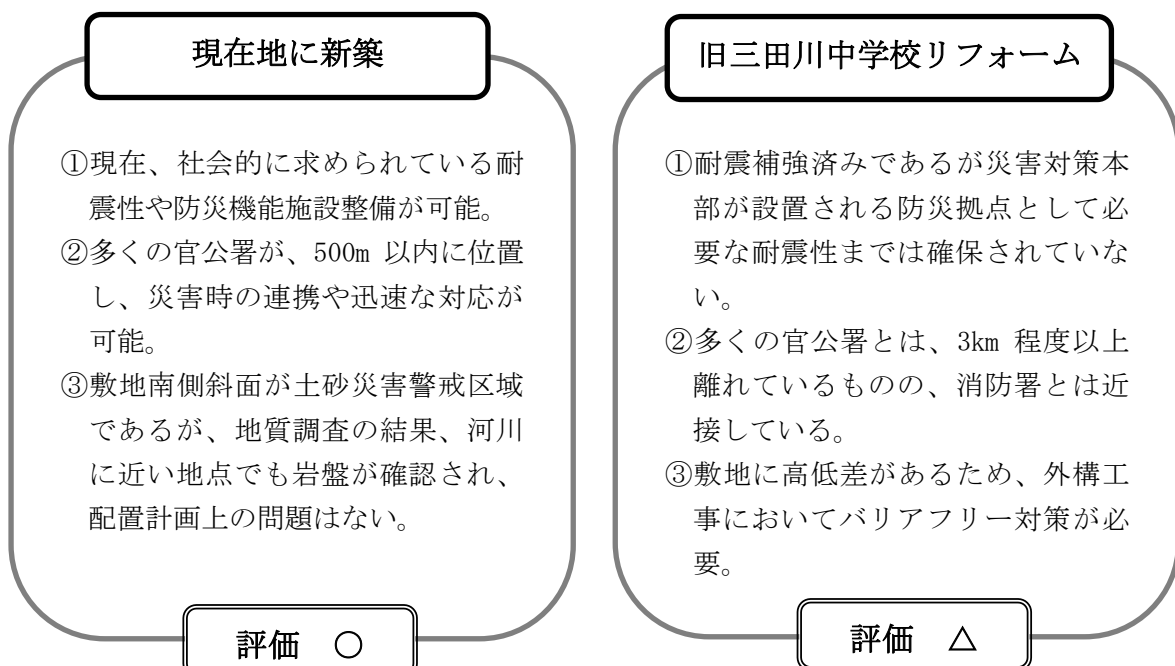 現在地に新築
①現在、社会的に求められている耐
震性や防災機能施設整備が可能。
②多くの官公署が、500m 以内に位置
し、災害時の連携や迅速な対応が
可能。
③敷地南側斜面が土砂災害警戒区域
であるが、地質調査の結果、河川
に近い地点でも岩盤が確認され、
配置計画上の問題はない。
評価 ○
旧三田川中学校リフォーム
①耐震補強済みであるが災害対策本
部が設置される防災拠点として必
要な耐震性までは確保されていな
い。
②多くの官公署とは、3km 程度以上
離れているものの、消防署とは近
接している。
③敷地に高低差があるため、外構工
事においてバリアフリー対策が必
要。
評価 △